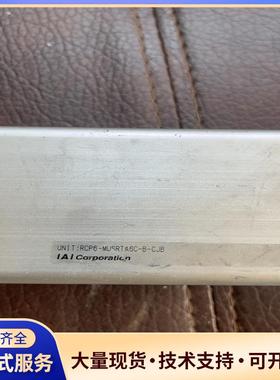 齐全
UNIT:RCP6-MUSRTA6C-B-CJB
IAI Corporation
式服务
大量现货·技术支持·可开